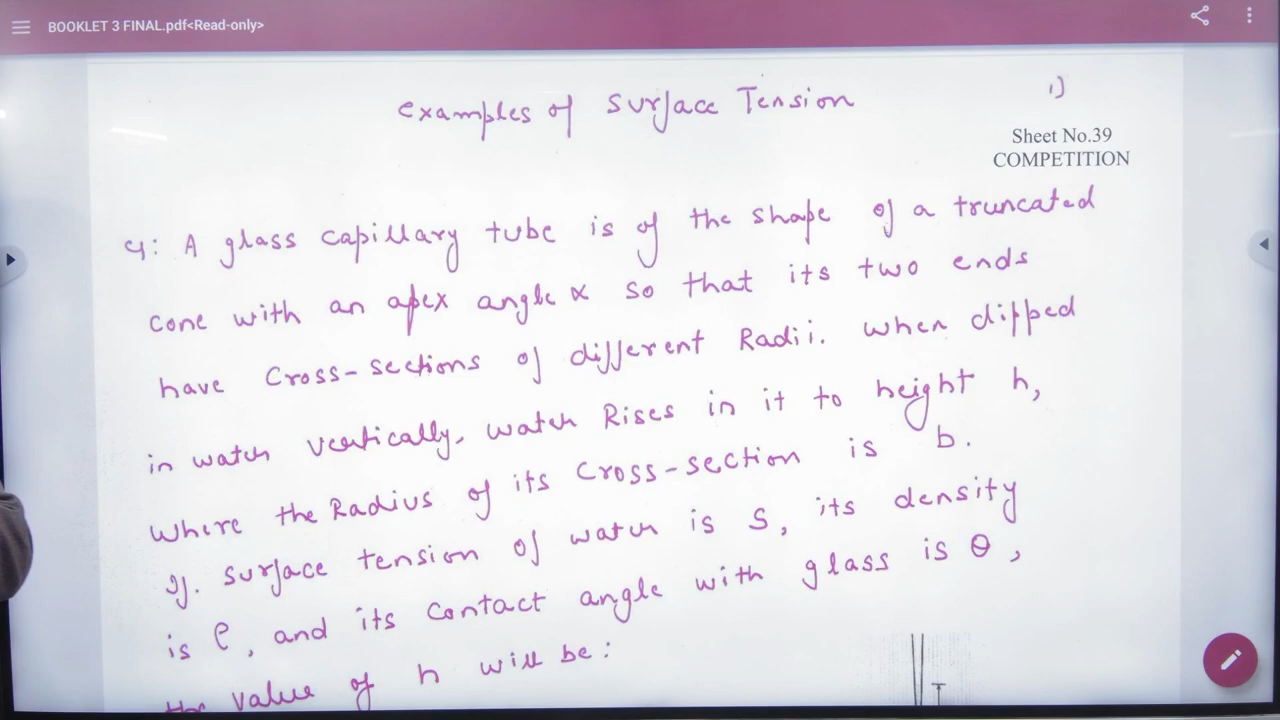 BOOKLET 3 FINAL.pdf<Read-only>
examples of Surface Tension
1)
Sheet No.39
COMPETITION
Q: A glass capillary tube is of the shape of a truncated
cone with an apex angle α so that its two ends
have Cross-sections of different Radii. when dipped
in water vertically, water Rises in it to height h,
where the Radius of its Cross-section is b.
If. surface tension of water is S, its density
is ρ, and its Contact angle with glass is θ,
the value of h will be: